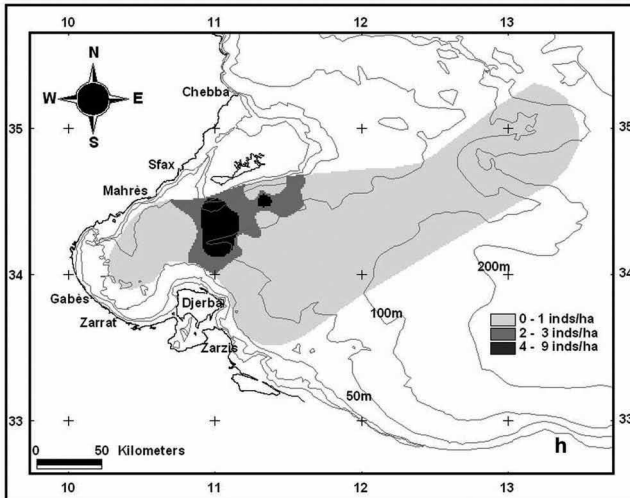 10 11 12 13
N
W E
S
Chebba
35 35
Sfax
Mahrès
34 34
200m
Gabès
Djerba
100m
Zarrat
0 - 1 inds/ha
2 - 3 inds/ha
4 - 9 inds/ha
Zarzis
50m
33 33
h
0 50 Kilometers
10 11 12 13